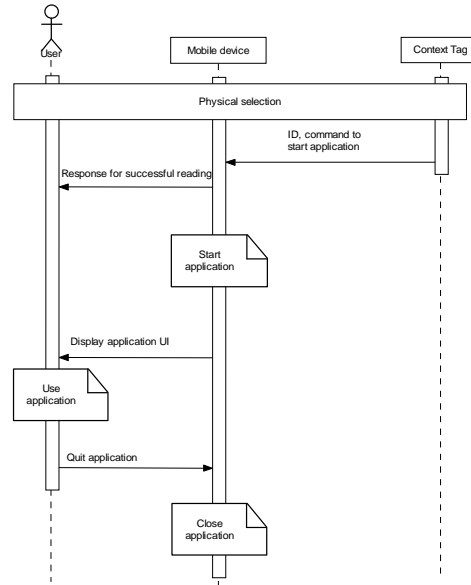 User
Mobile device
Context Tag
Physical selection
ID, command to
start application
Response for successful reading
Start
application
Display application UI
Use
application
Quit application
Close
application